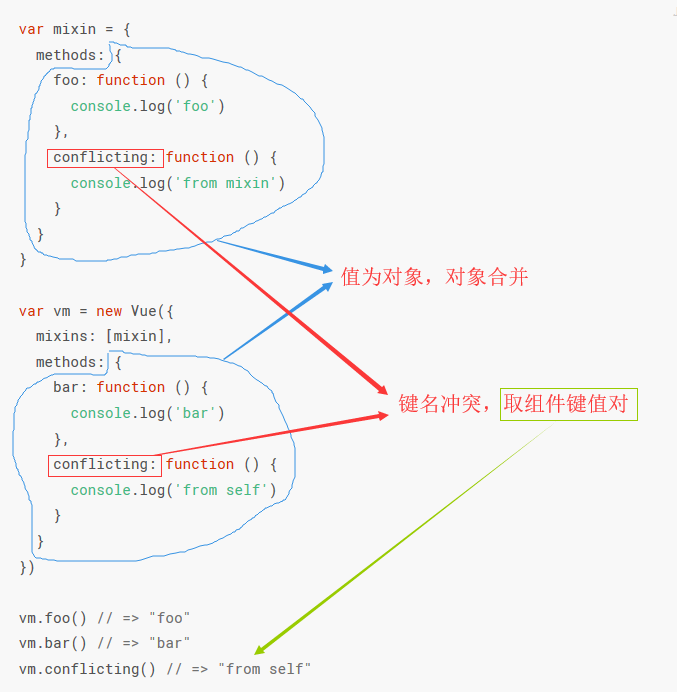 var mixin = {
  methods: {
    foo: function () {
      console.log('foo')
    },
    conflicting: function () {
      console.log('from mixin')
    }
  }
}
值为对象，对象合并
var vm = new Vue({
  mixins: [mixin],
  methods: {
    bar: function () {
键名冲突，取组件键值对
      console.log('bar')
    },
    conflicting: function () {
      console.log('from self')
    }
  }
})
vm.foo() // => "foo"
vm.bar() // => "bar"
vm.conflicting() // => "from self"